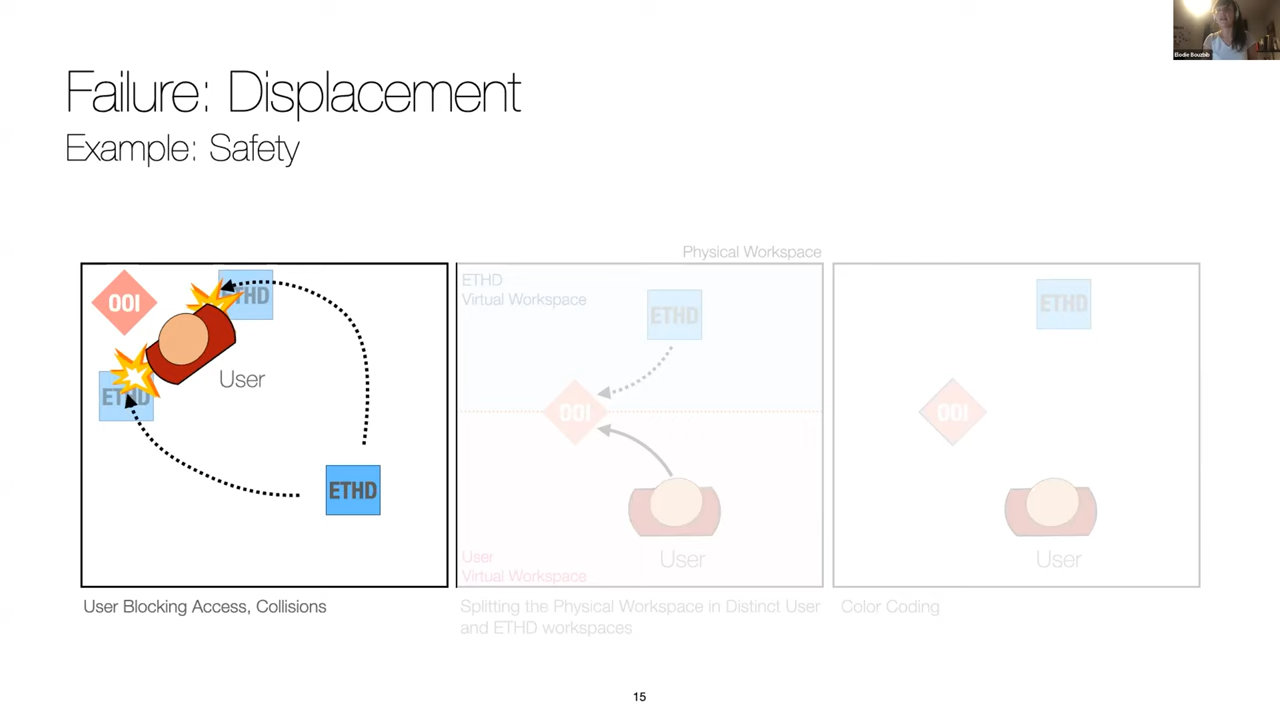 Elodie Bouzbib
Failure: Displacement
Example: Safety
OOI
ETHD
User
ETHD
ETHD
User Blocking Access, Collisions
Physical Workspace
ETHD
Virtual Workspace
ETHD
OOI
User
Virtual Workspace
User
Splitting the Physical Workspace in Distinct User
and ETHD workspaces
ETHD
OOI
User
Color Coding
15